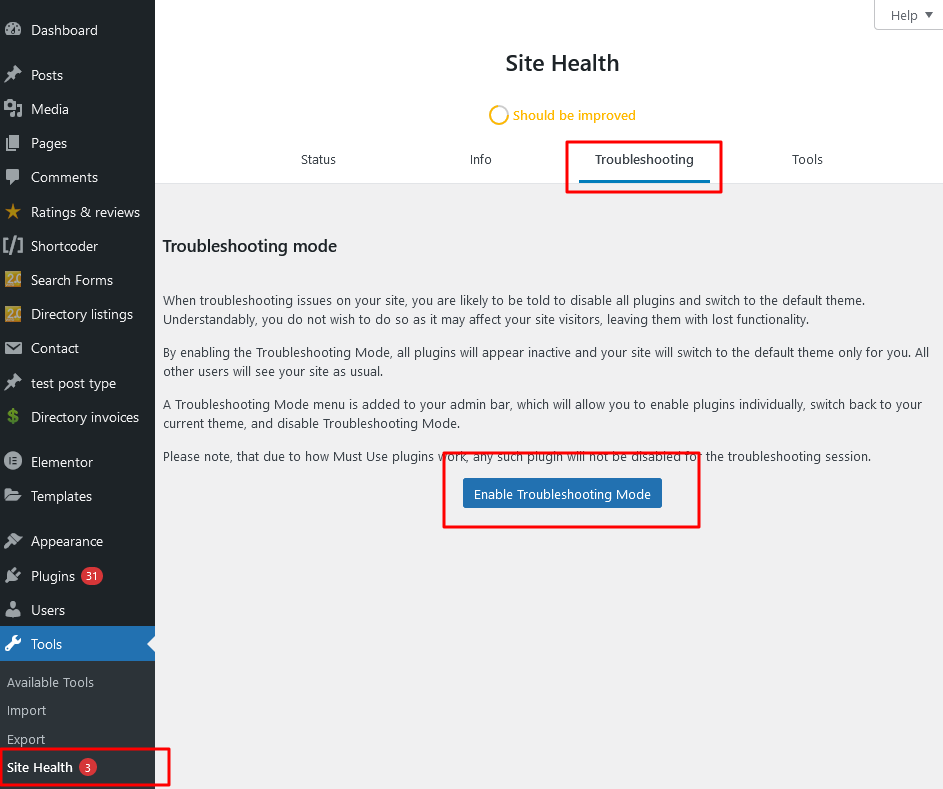 Dashboard
Posts
Media
Pages
Comments
Ratings & reviews
[/] Shortcoder
2.0 Search Forms
2.0 Directory listings
Contact
test post type
$ Directory invoices
Elementor
Templates
Appearance
Plugins 31
Users
Tools
Available Tools
Import
Export
Site Health 3
Help
Site Health
Should be improved
Status Info Troubleshooting Tools
Troubleshooting mode
When troubleshooting issues on your site, you are likely to be told to disable all plugins and switch to the default theme.
Understandably, you do not wish to do so as it may affect your site visitors, leaving them with lost functionality.
By enabling the Troubleshooting Mode, all plugins will appear inactive and your site will switch to the default theme only for you. All
other users will see your site as usual.
A Troubleshooting Mode menu is added to your admin bar, which will allow you to enable plugins individually, switch back to your
current theme, and disable Troubleshooting Mode.
Please note, that due to how Must Use plugins work, any such plugin will not be disabled for the troubleshooting session.
Enable Troubleshooting Mode